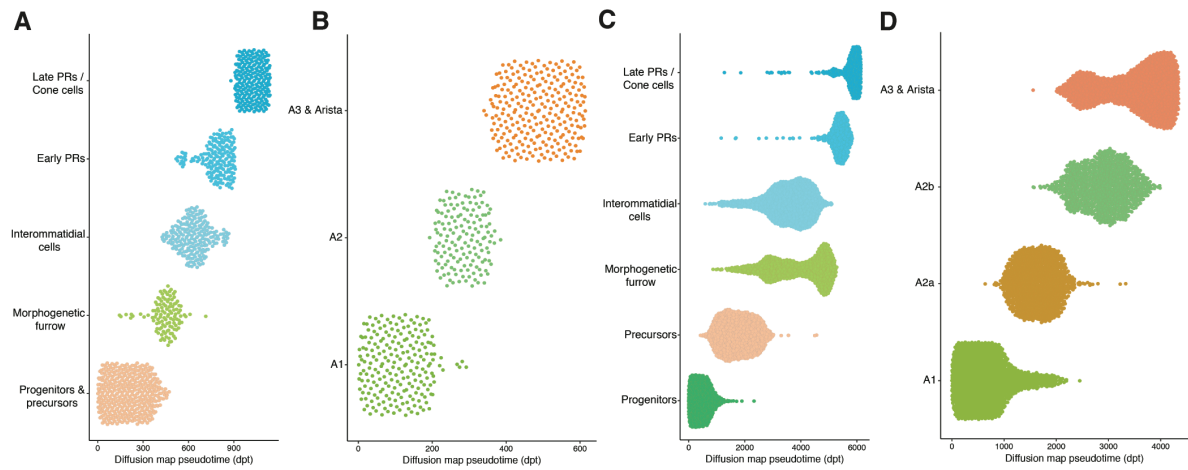 A
Late PRs /
Cone cells
Early PRs
Interommatidial
cells
Morphogenetic
furrow
Progenitors &
precursors
0 300 600 900
Diffusion map pseudotime (dpt)
B
A3 & Arista
A2
A1
0 200 400 600
Diffusion map pseudotime (dpt)
C
Late PRs /
Cone cells
Early PRs
Interommatidial
cells
Morphogenetic
furrow
Precursors
Progenitors
0 2000 4000 6000
Diffusion map pseudotime (dpt)
D
A3 & Arista
A2b
A2a
A1
0 1000 2000 3000 4000
Diffusion map pseudotime (dpt)